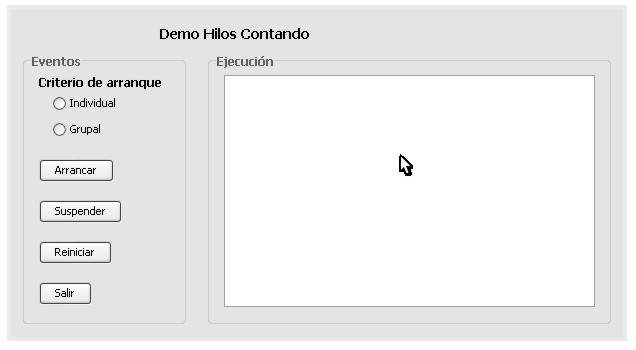 Demo Hilos Contando
Eventos
Criterio de arranque
Individual
Grupal
Arrancar
Suspender
Reiniciar
Salir
Ejecución